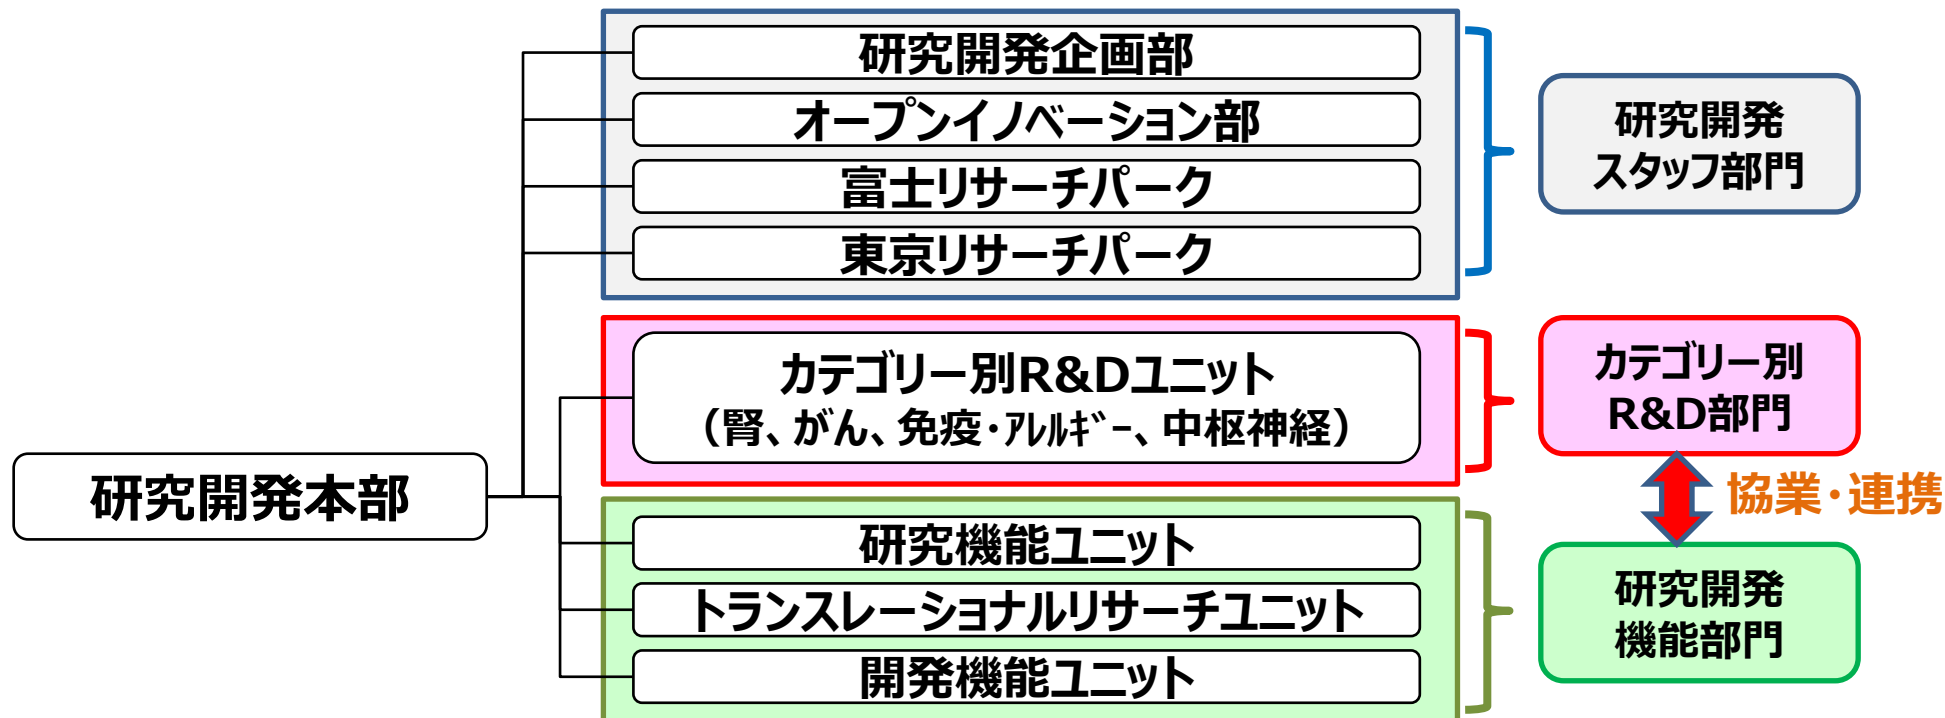 研究開発企画部
オープンイノベーション部
富士リサーチパーク
東京リサーチパーク
研究開発
スタッフ部門
カテゴリー別R&Dユニット
（腎、がん、免疫・ｱﾚﾙｷﾞｰ、中枢神経）
カテゴリー別
R&D部門
研究開発本部
協業・連携
研究機能ユニット
トランスレーショナルリサーチユニット
開発機能ユニット
研究開発
機能部門